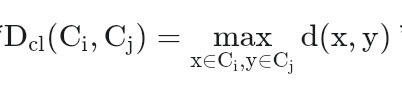 ‘D_cl(C_i, C_j) = max_{x∈C_i, y∈C_j} d(x, y) ’